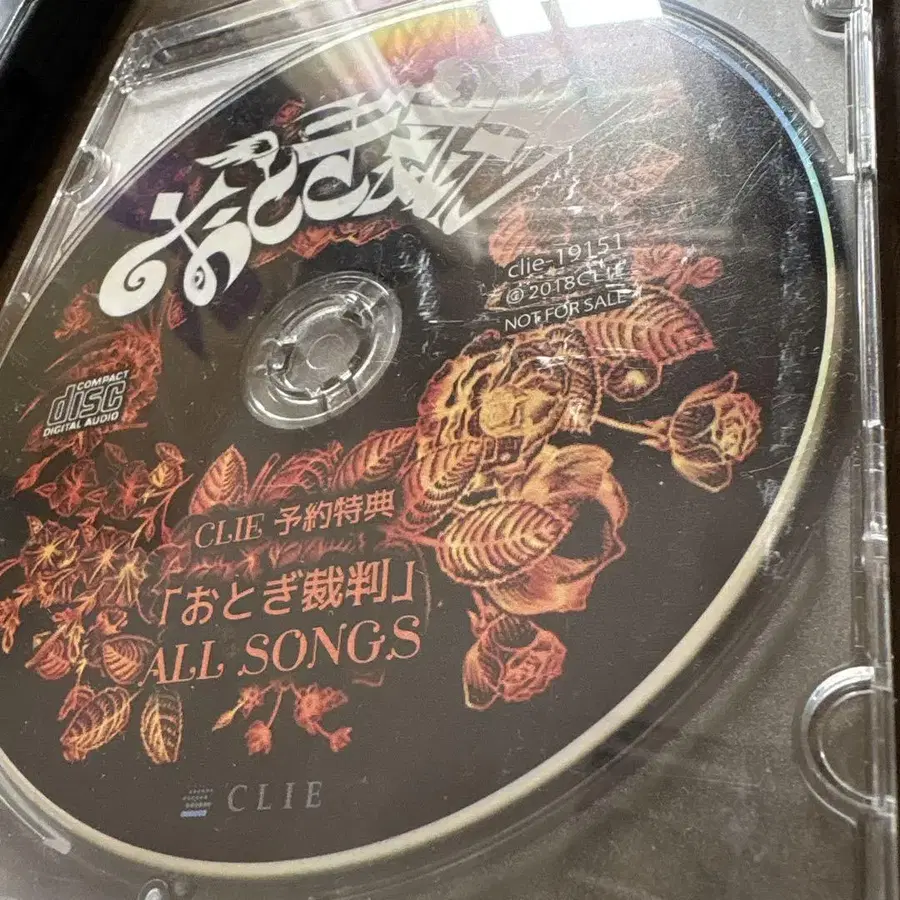 おとぎ裁判
clie-19151
℗2018CLIE
NOT FOR SALE
COMPACT
disc
DIGITAL AUDIO
CLIE 予約特典
「おとぎ裁判」
ALL SONGS
CLIE